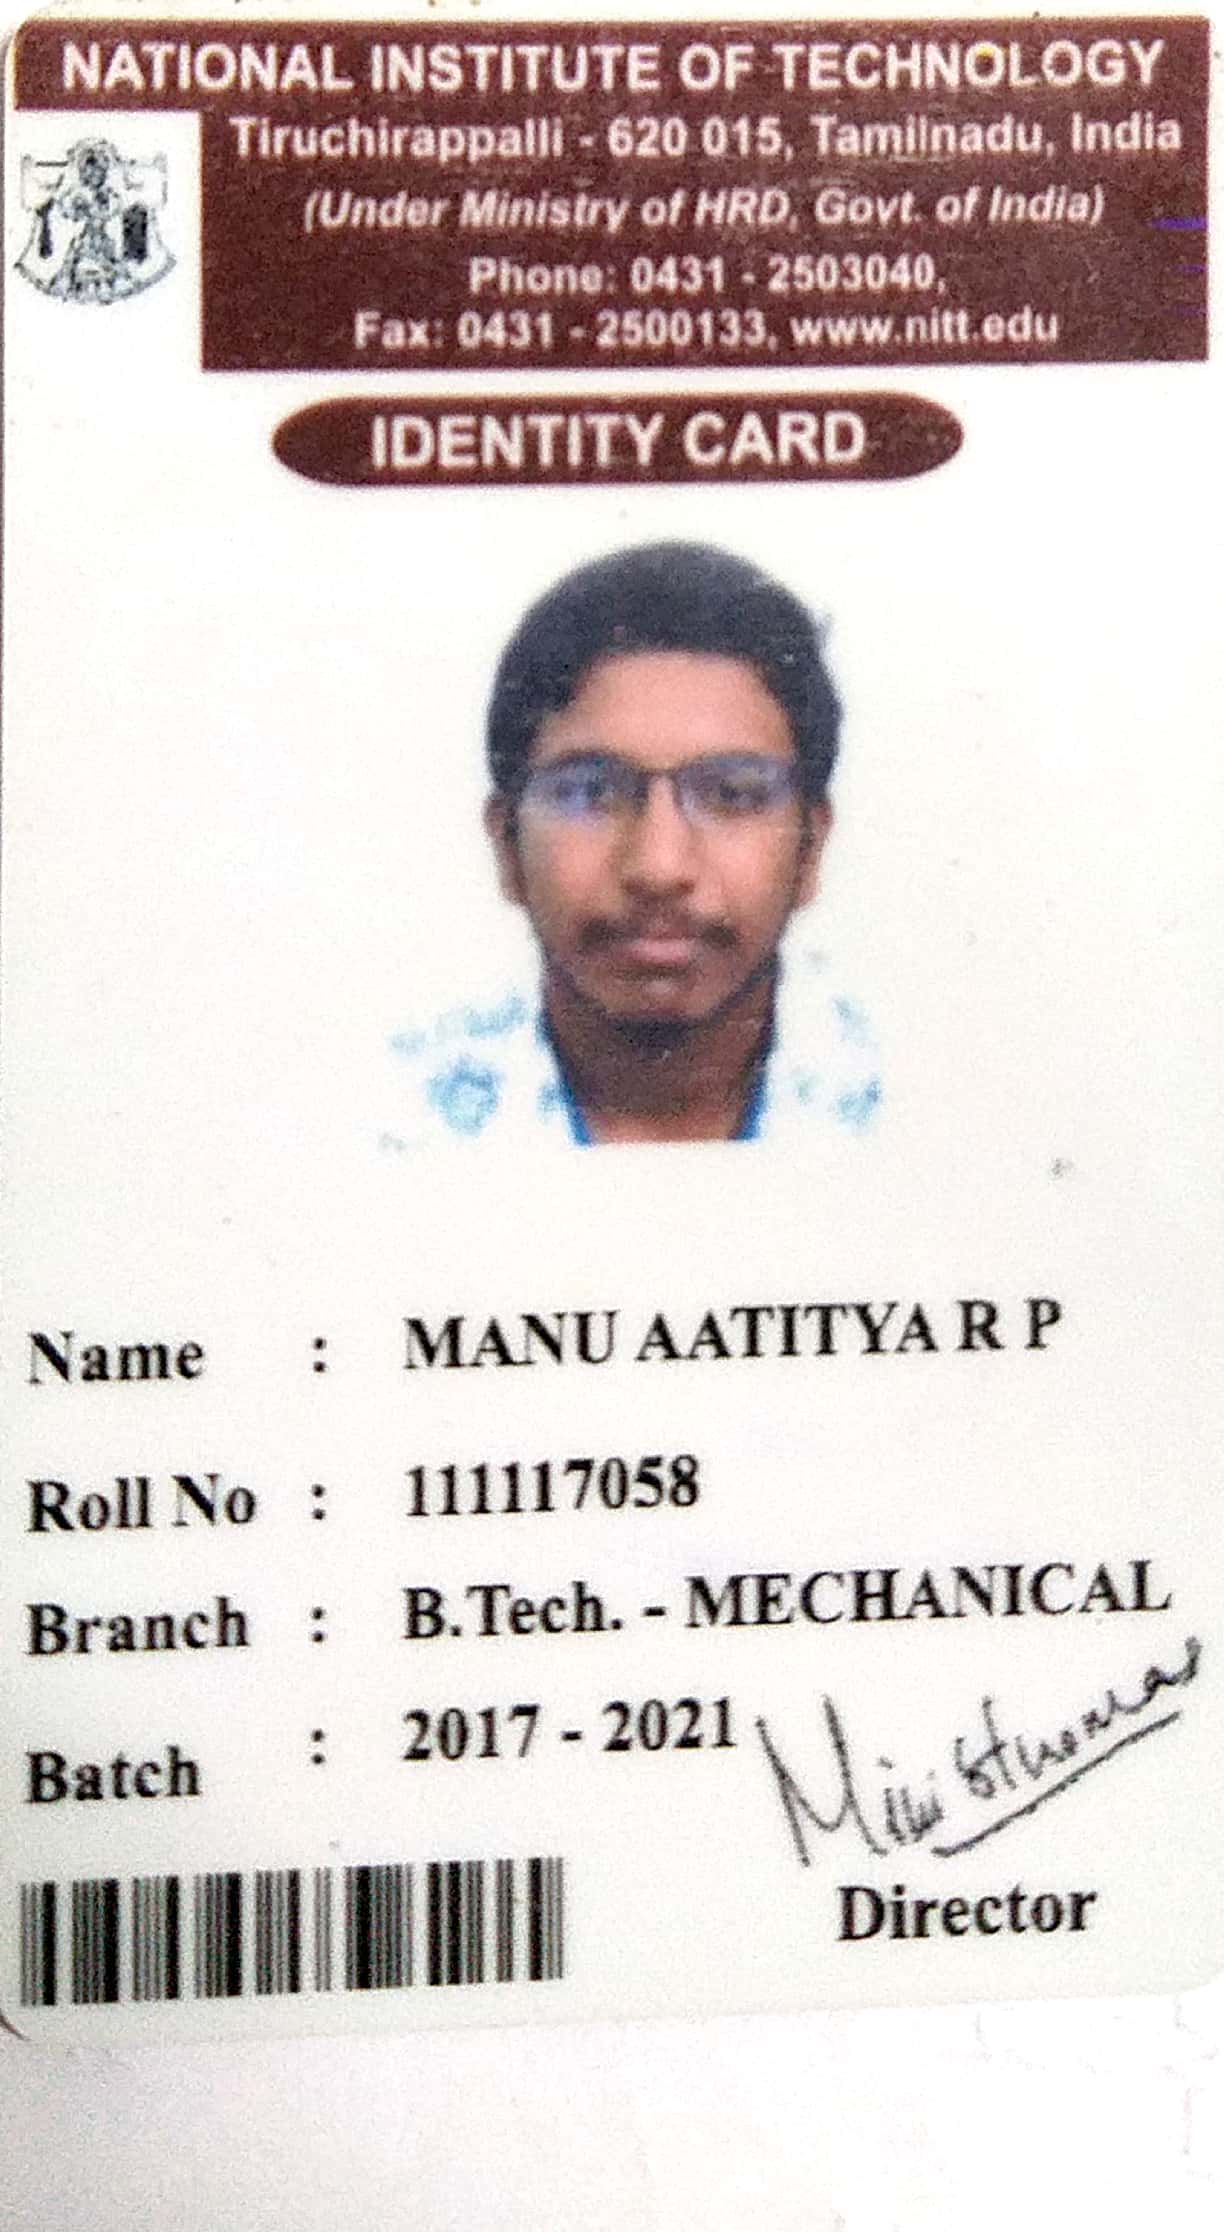 NATIONAL INSTITUTE OF TECHNOLOGY
Tiruchirappalli - 620 015, Tamilnadu, India
(Under Ministry of HRD, Govt. of India)
Phone: 0431 - 2503040,
Fax: 0431 - 2500133, www.nitt.edu
IDENTITY CARD
Name : MANU AATITYA R P
Roll No : 111117058
Branch : B.Tech. - MECHANICAL
Batch : 2017 - 2021
Director